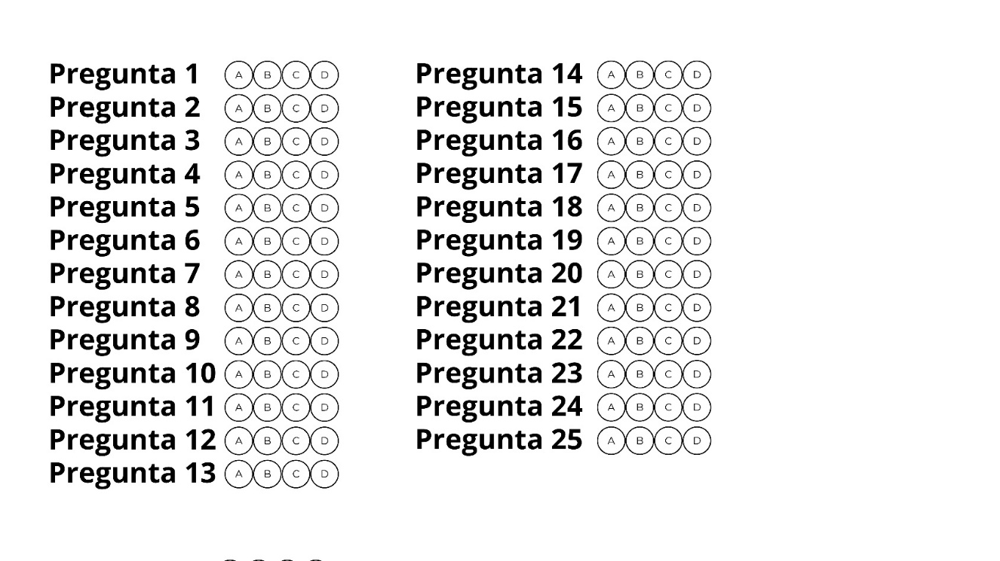 Pregunta 1 A B C D
Pregunta 2 A B C D
Pregunta 3 A B C D
Pregunta 4 A B C D
Pregunta 5 A B C D
Pregunta 6 A B C D
Pregunta 7 A B C D
Pregunta 8 A B C D
Pregunta 9 A B C D
Pregunta 10 A B C D
Pregunta 11 A B C D
Pregunta 12 A B C D
Pregunta 13 A B C D
Pregunta 14 A B C D
Pregunta 15 A B C D
Pregunta 16 A B C D
Pregunta 17 A B C D
Pregunta 18 A B C D
Pregunta 19 A B C D
Pregunta 20 A B C D
Pregunta 21 A B C D
Pregunta 22 A B C D
Pregunta 23 A B C D
Pregunta 24 A B C D
Pregunta 25 A B C D